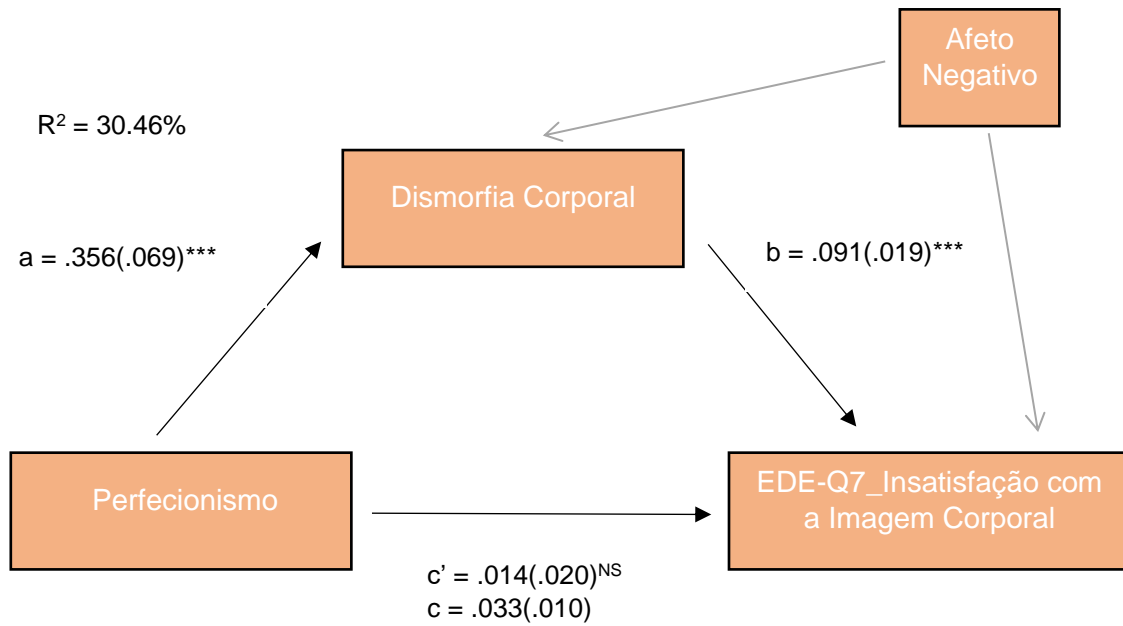 Afeto
Negativo
R² = 30.46%
Dismorfia Corporal
a = .356(.069)***
b = .091(.019)***
Perfecionismo
EDE-Q7_Insatisfação com
a Imagem Corporal
c’ = .014(.020)ᴺˢ
c = .033(.010)